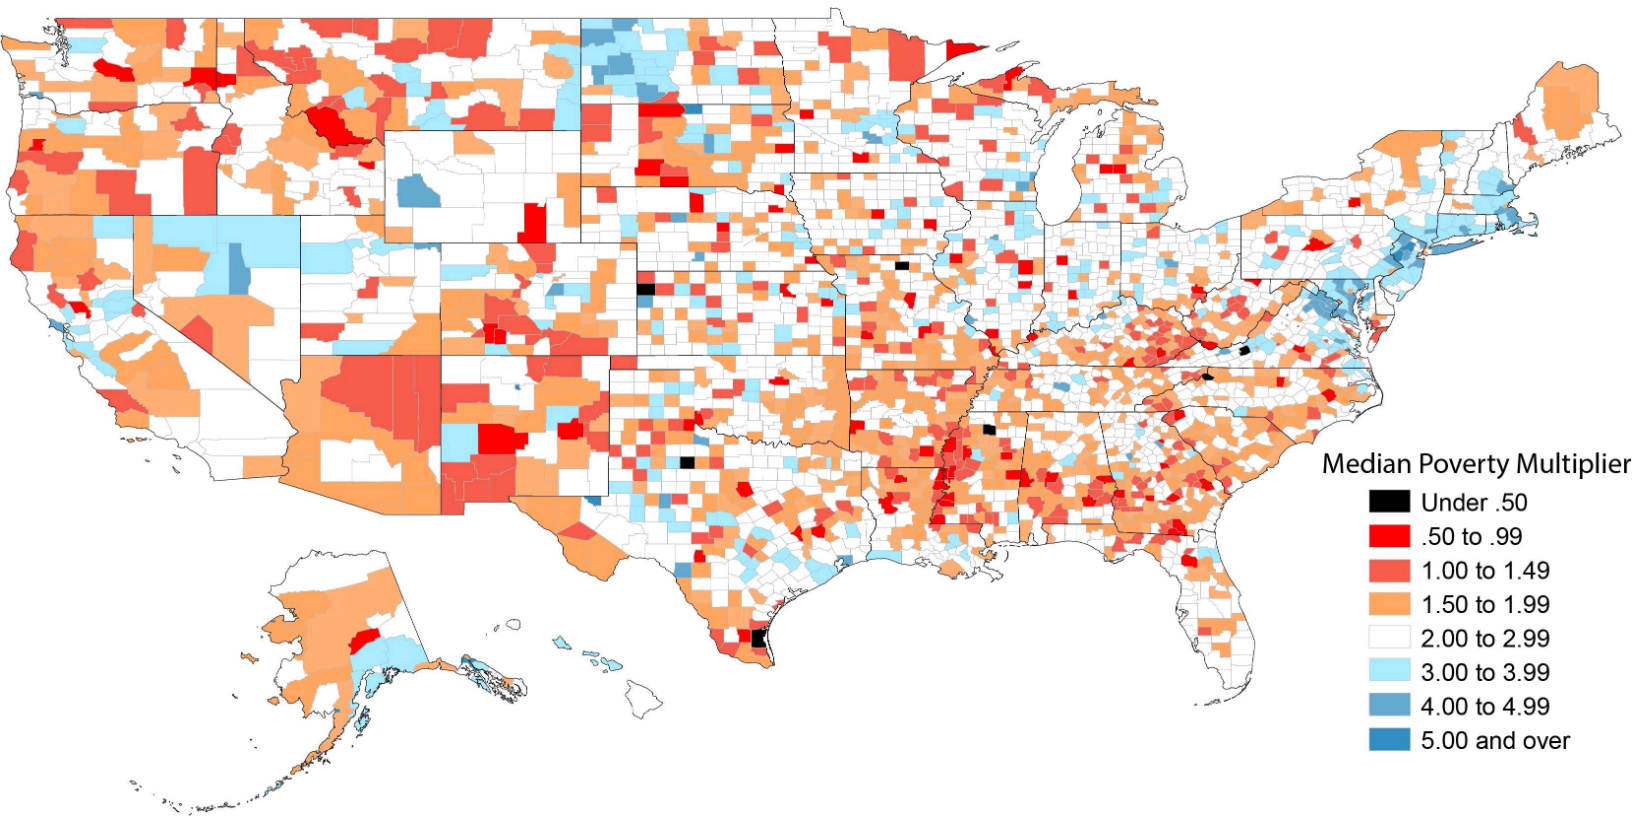 Median Poverty Multiplier
Under .50
.50 to .99
1.00 to 1.49
1.50 to 1.99
2.00 to 2.99
3.00 to 3.99
4.00 to 4.99
5.00 and over